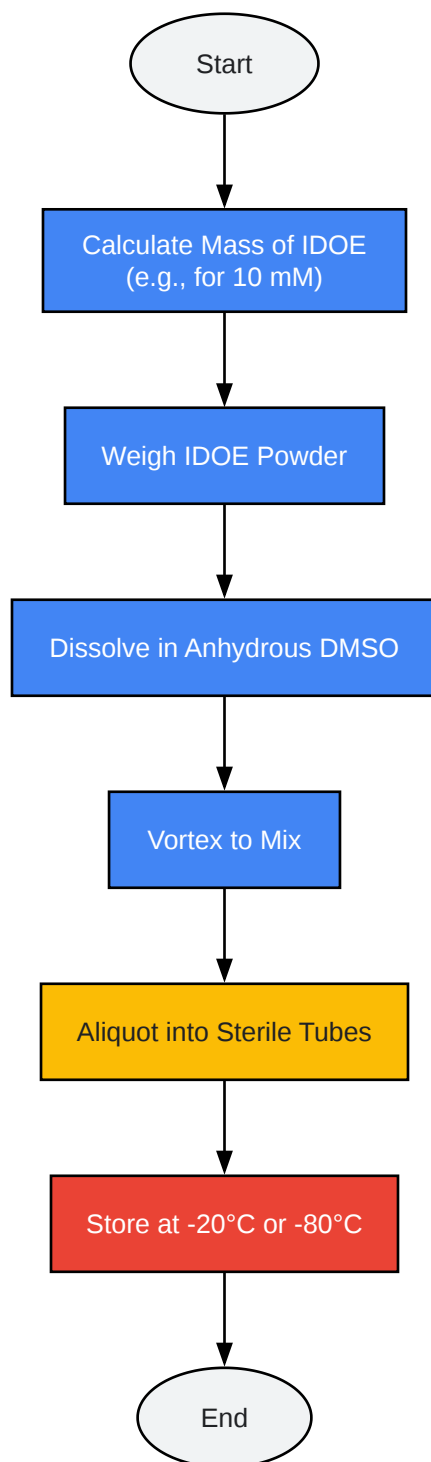 Start
Calculate Mass of IDOE
(e.g., for 10 mM)
Weigh IDOE Powder
Dissolve in Anhydrous DMSO
Vortex to Mix
Aliquot into Sterile Tubes
Store at -20°C or -80°C
End